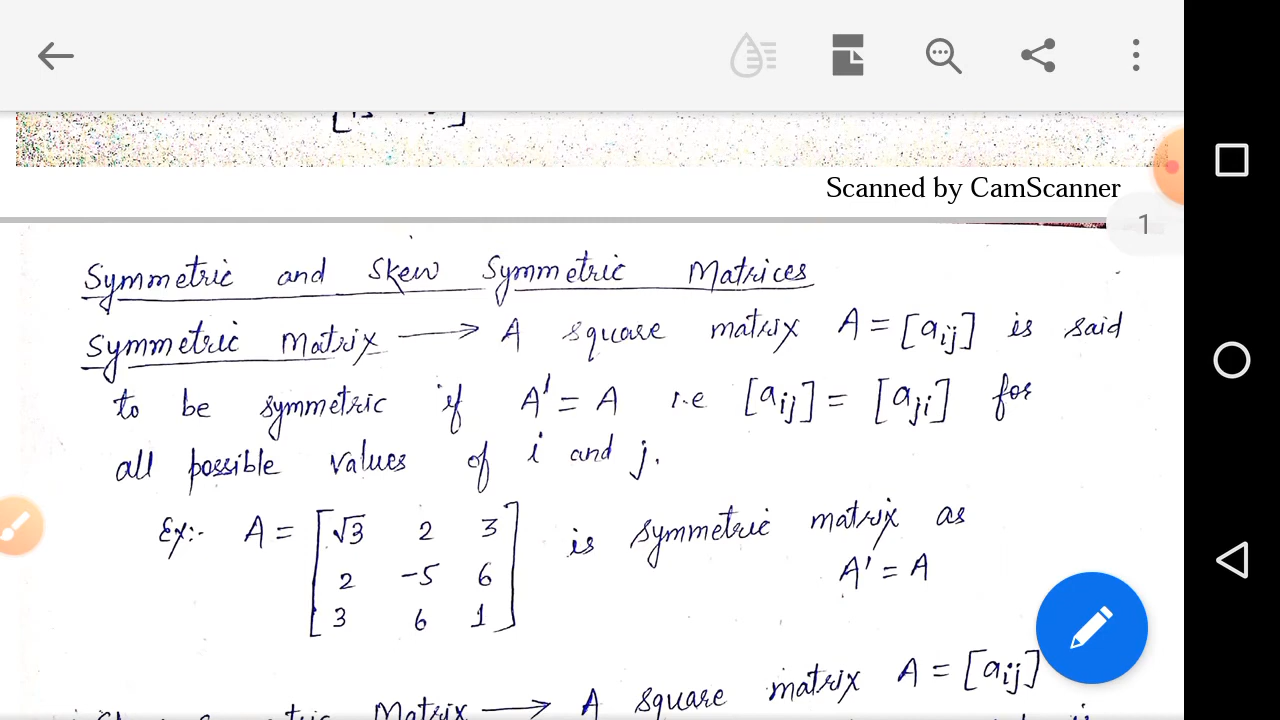 Scanned by CamScanner
1
Symmetric and Skew Symmetric Matrices
Symmetric Matrix ⟶ A square matrix A = [aij] is said
to be symmetric if A' = A i.e [aij] = [aji] for
all possible values of i and j.
Ex:- A = [√3 2 3
2 -5 6
3 6 1] is symmetric matrix as
A' = A
Matrix ⟶ A square matrix A = [aij]